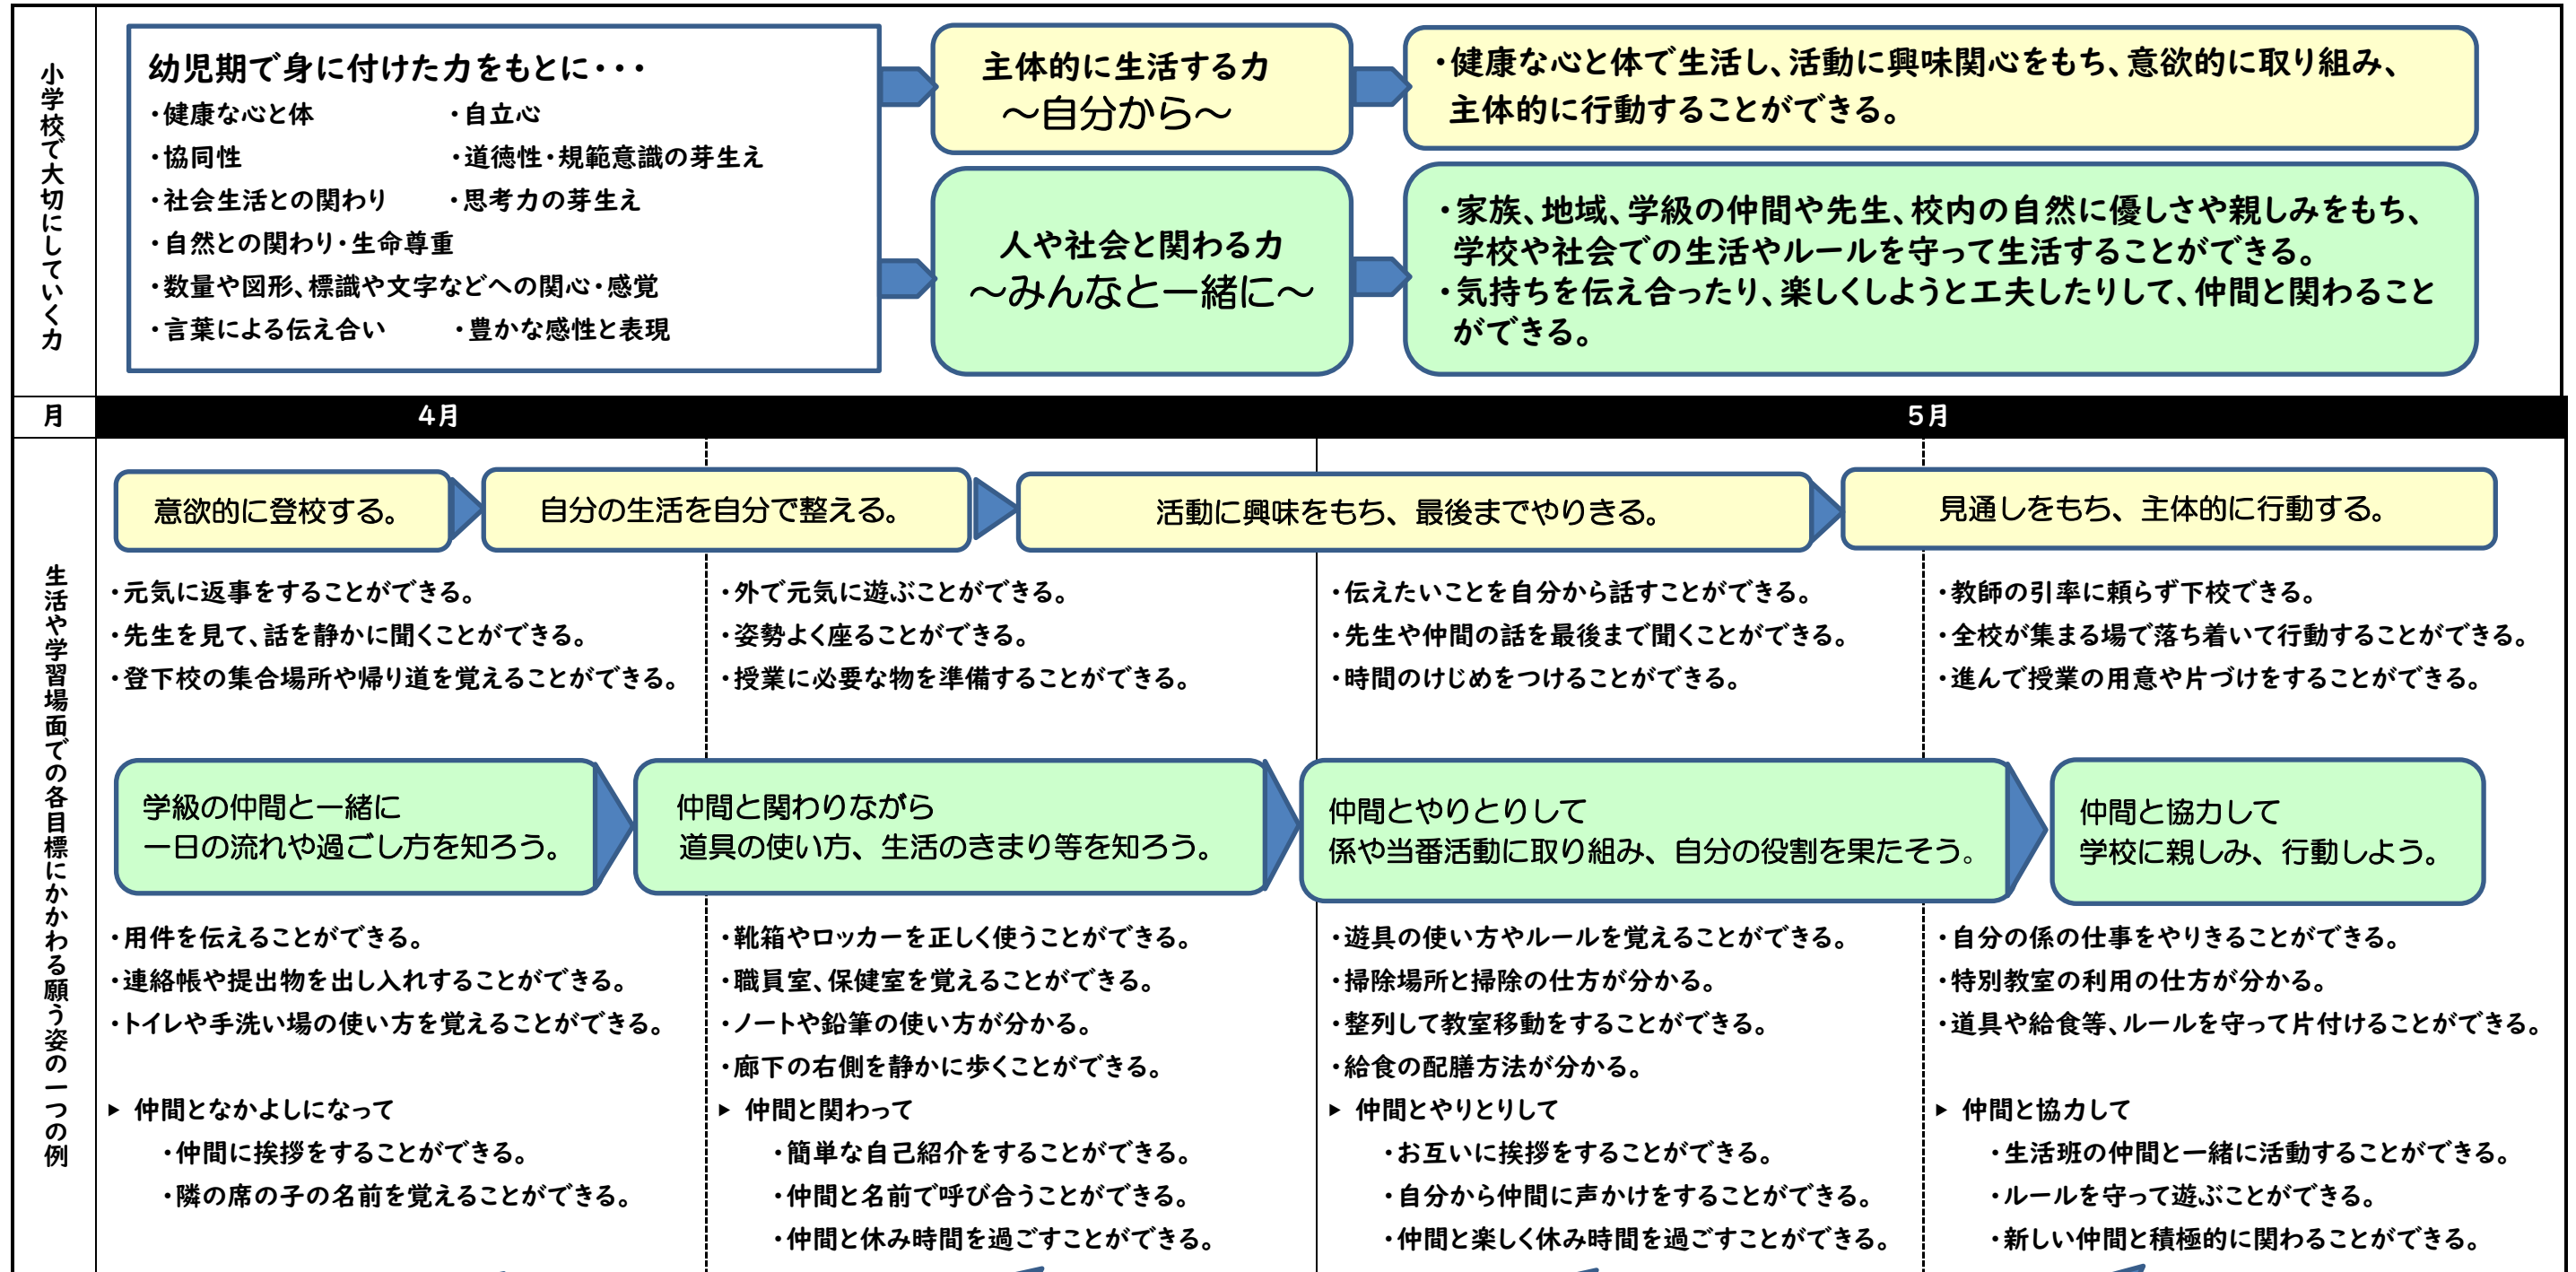 小学校で大切にしていく力
幼児期で身に付けた力をもとに・・・
・健康な心と体 ・自立心
・協同性 ・道徳性・規範意識の芽生え
・社会生活との関わり ・思考力の芽生え
・自然との関わり・生命尊重
・数量や図形、標識や文字などへの関心・感覚
・言葉による伝え合い ・豊かな感性と表現
主体的に生活する力
～自分から～
・健康な心と体で生活し、活動に興味関心をもち、意欲的に取り組み、
主体的に行動することができる。
人や社会と関わる力
～みんなと一緒に～
・家族、地域、学級の仲間や先生、校内の自然に優しさや親しみをもち、
学校や社会での生活やルールを守って生活することができる。
・気持ちを伝え合ったり、楽しくしようと工夫したりして、仲間と関わること
ができる。
月
4月
5月
生活や学習場面での各目標にかかわる願う姿の一つの例
意欲的に登校する。
自分の生活を自分で整える。
活動に興味をもち、最後までやりきる。
見通しをもち、主体的に行動する。
・元気に返事をすることができる。
・先生を見て、話を静かに聞くことができる。
・登下校の集合場所や帰り道を覚えることができる。
・外で元気に遊ぶことができる。
・姿勢よく座ることができる。
・授業に必要な物を準備することができる。
・伝えたいことを自分から話すことができる。
・先生や仲間の話を最後まで聞くことができる。
・時間のけじめをつけることができる。
・教師の引率に頼らず下校できる。
・全校が集まる場で落ち着いて行動することができる。
・進んで授業の用意や片づけをすることができる。
学級の仲間と一緒に
一日の流れや過ごし方を知ろう。
仲間と関わりながら
道具の使い方、生活のきまり等を知ろう。
仲間とやりとりして
係や当番活動に取り組み、自分の役割を果たそう。
仲間と協力して
学校に親しみ、行動しよう。
・用件を伝えることができる。
・連絡帳や提出物を出し入れすることができる。
・トイレや手洗い場の使い方を覚えることができる。
▶ 仲間となかよしになって
・仲間に挨拶をすることができる。
・隣の席の子の名前を覚えることができる。
・靴箱やロッカーを正しく使うことができる。
・職員室、保健室を覚えることができる。
・ノートや鉛筆の使い方が分かる。
・廊下の右側を静かに歩くことができる。
▶ 仲間と関わって
・簡単な自己紹介をすることができる。
・仲間と名前で呼び合うことができる。
・仲間と休み時間を過ごすことができる。
・遊具の使い方やルールを覚えることができる。
・掃除場所と掃除の仕方が分かる。
・整列して教室移動をすることができる。
・給食の配膳方法が分かる。
▶ 仲間とやりとりして
・お互いに挨拶をすることができる。
・自分から仲間に声かけをすることができる。
・仲間と楽しく休み時間を過ごすことができる。
・自分の係の仕事をやりきることができる。
・特別教室の利用の仕方が分かる。
・道具や給食等、ルールを守って片付けることができる。
▶ 仲間と協力して
・生活班の仲間と一緒に活動することができる。
・ルールを守って遊ぶことができる。
・新しい仲間と積極的に関わることができる。